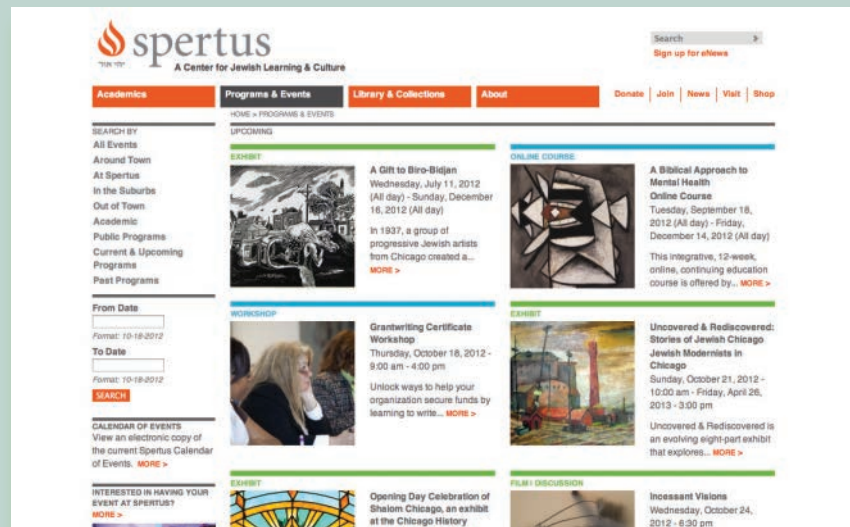 spertus
יהי אור
A Center for Jewish Learning & Culture
Search
Sign up for eNews
Academics
Programs & Events
Library & Collections
About
Donate
Join
News
Visit
Shop
HOME > PROGRAMS & EVENTS
SEARCH BY
All Events
Around Town
At Spertus
In the Suburbs
Out of Town
Academic
Public Programs
Current & Upcoming
Programs
Past Programs
From Date
Format: 10-18-2012
To Date
Format: 10-18-2012
SEARCH
CALENDAR OF EVENTS
View an electronic copy of
the current Spertus Calendar
of Events. MORE >
INTERESTED IN HAVING YOUR
EVENT AT SPERTUS?
MORE >
UPCOMING
EXHIBIT
A Gift to Biro-Bidjan
Wednesday, July 11, 2012
(All day) - Sunday, December
16, 2012 (All day)
In 1937, a group of
progressive Jewish artists
from Chicago created a...
MORE >
ONLINE COURSE
A Biblical Approach to
Mental Health
Online Course
Tuesday, September 18,
2012 (All day) - Friday,
December 14, 2012 (All day)
This integrative, 12-week,
online, continuing education
course is offered by... MORE >
WORKSHOP
Grantwriting Certificate
Workshop
Thursday, October 18, 2012 -
9:00 am - 4:00 pm
Unlock ways to help your
organization secure funds by
learning to write... MORE >
EXHIBIT
Uncovered & Rediscovered:
Stories of Jewish Chicago
Jewish Modernists in
Chicago
Sunday, October 21, 2012 -
10:00 am - Friday, April 26,
2013 - 3:00 pm
Uncovered & Rediscovered is
an evolving eight-part exhibit
that explores... MORE >
EXHIBIT
Opening Day Celebration of
Shalom Chicago, an exhibit
at the Chicago History
FILM I DISCUSSION
Incessant Visions
Wednesday, October 24,
2012 - 6:30 pm